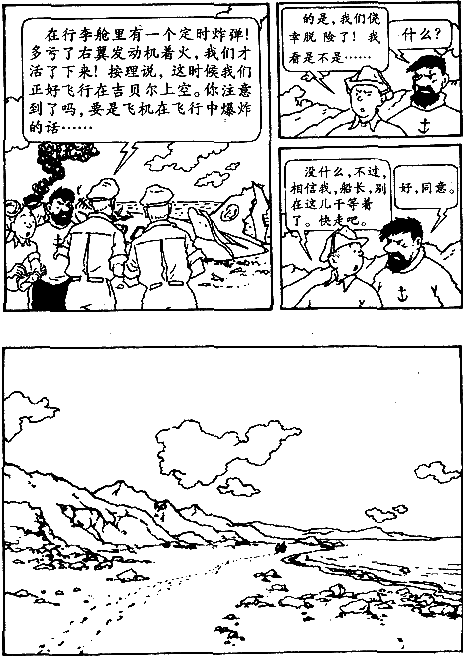 在行李舱里有一个定时炸弹!
多亏了右翼发动机着火,我们才
活了下来! 按理说,这时候我们
正好飞行在吉贝尔上空。你注意
到了吗,要是飞机在飞行中爆炸
的话……
的是,我们侥
幸脱 险了! 我
看是不是……
什么?
没什么,不过,
相信我,船长,别
在这儿干等着
了。快走吧。
好,同意。